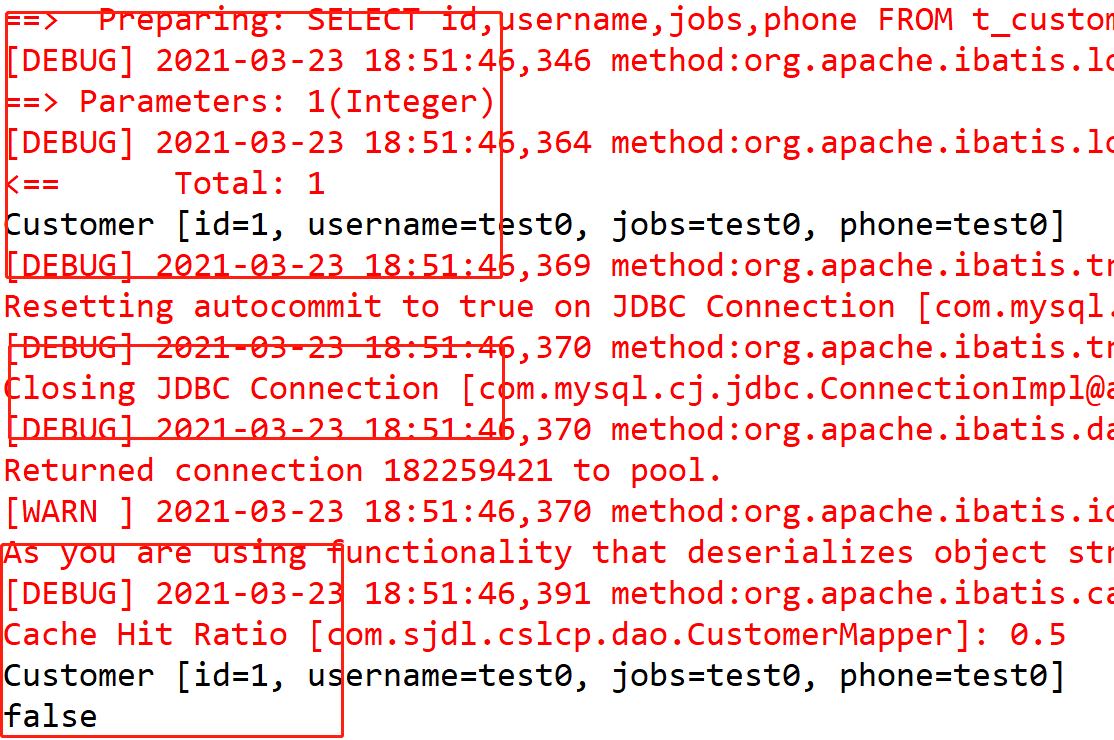 ==>  Preparing: SELECT id,username,jobs,phone FROM t_custom
[DEBUG] 2021-03-23 18:51:46,346 method:org.apache.ibatis.lo
==> Parameters: 1(Integer)
[DEBUG] 2021-03-23 18:51:46,364 method:org.apache.ibatis.lo
<==      Total: 1
Customer [id=1, username=test0, jobs=test0, phone=test0]
[DEBUG] 2021-03-23 18:51:46,369 method:org.apache.ibatis.tr
Resetting autocommit to true on JDBC Connection [com.mysql.
[DEBUG] 2021-03-23 18:51:46,370 method:org.apache.ibatis.tr
Closing JDBC Connection [com.mysql.cj.jdbc.ConnectionImpl@a
[DEBUG] 2021-03-23 18:51:46,370 method:org.apache.ibatis.da
Returned connection 182259421 to pool.
[WARN ] 2021-03-23 18:51:46,370 method:org.apache.ibatis.io
As you are using functionality that deserializes object str
[DEBUG] 2021-03-23 18:51:46,391 method:org.apache.ibatis.ca
Cache Hit Ratio [com.sjdl.cslcp.dao.CustomerMapper]: 0.5
Customer [id=1, username=test0, jobs=test0, phone=test0]
false